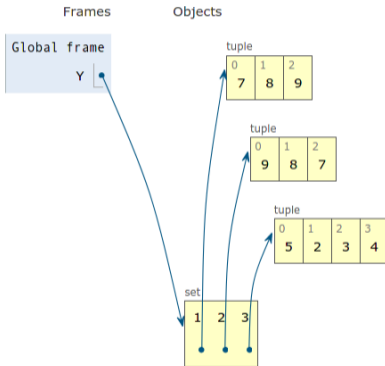 Frames Objects
Global frame
Y
tuple
0 1 2
7 8 9
tuple
0 1 2
9 8 7
tuple
0 1 2 3
5 2 3 4
set
1 2 3